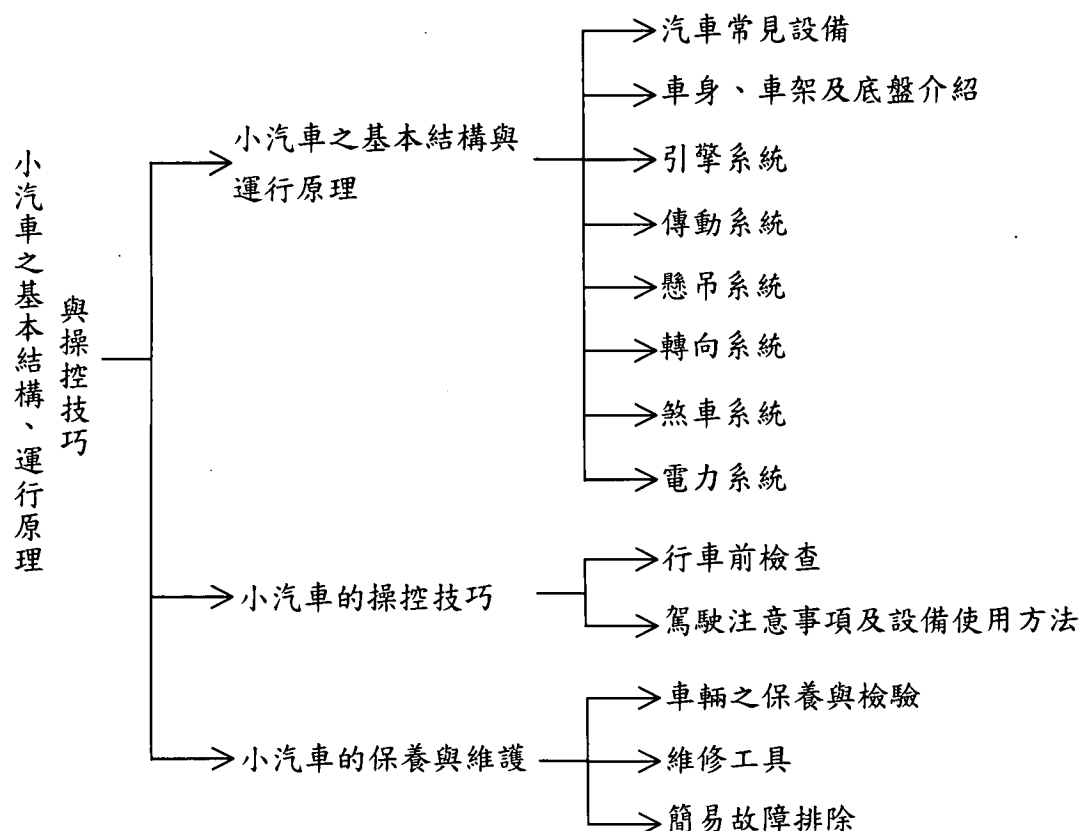 小汽車之基本結構、運行原理
與操控技巧
小汽車之基本結構與
運行原理
汽車常見設備
車身、車架及底盤介紹
引擎系統
傳動系統
懸吊系統
轉向系統
煞車系統
電力系統
小汽車的操控技巧
行車前檢查
駕駛注意事項及設備使用方法
小汽車的保養與維護
車輛之保養與檢驗
維修工具
簡易故障排除